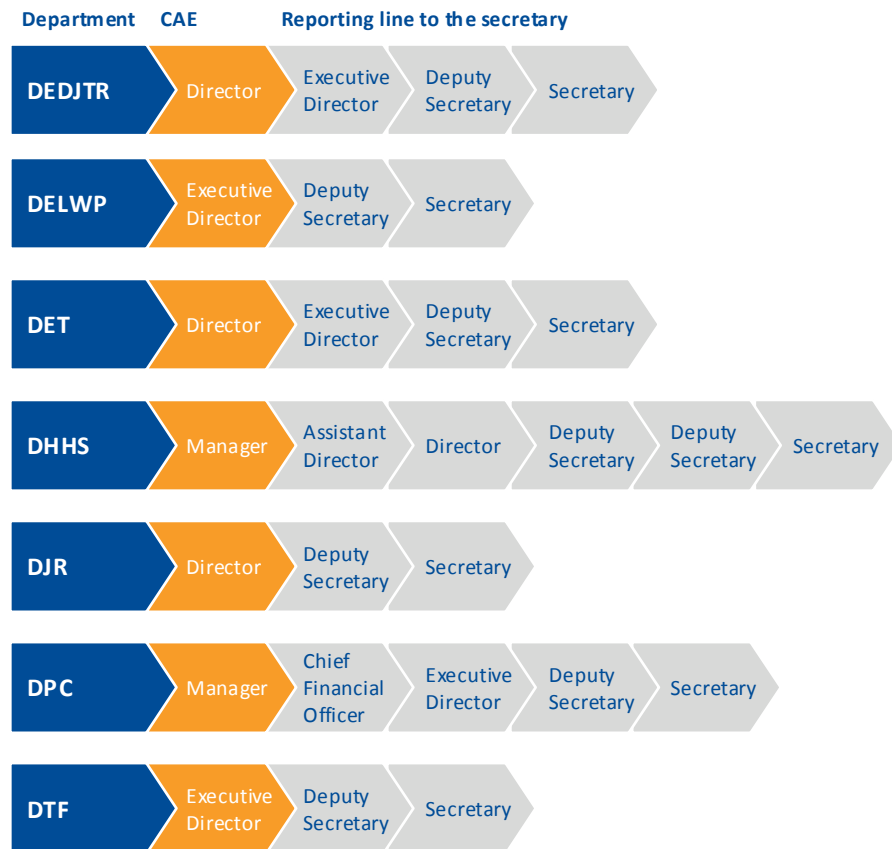 Department CAE Reporting line to the secretary
DEDJTR Director Executive Director Deputy Secretary Secretary
DELWP Executive Director Deputy Secretary Secretary
DET Director Executive Director Deputy Secretary Secretary
DHHS Manager Assistant Director Director Deputy Secretary Deputy Secretary Secretary
DJR Director Deputy Secretary Secretary
DPC Manager Chief Financial Officer Executive Director Deputy Secretary Secretary
DTF Executive Director Deputy Secretary Secretary